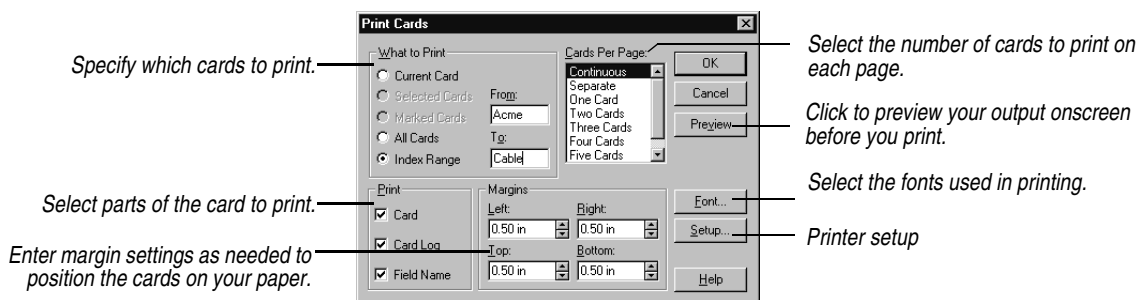 Print Cards
What to Print
Current Card
Selected Cards
Marked Cards
All Cards
Index Range
From:
Acme
To:
Cable
Cards Per Page:
Continuous
Separate
One Card
Two Cards
Three Cards
Four Cards
Five Cards
OK
Cancel
Preview
Print
Card
Card Log
Field Name
Margins
Left:
0.50 in
Right:
0.50 in
Top:
0.50 in
Bottom:
0.50 in
Font...
Setup...
Help
Specify which cards to print.
Select parts of the card to print.
Enter margin settings as needed to
position the cards on your paper.
Select the number of cards to print on
each page.
Click to preview your output onscreen
before you print.
Select the fonts used in printing.
Printer setup